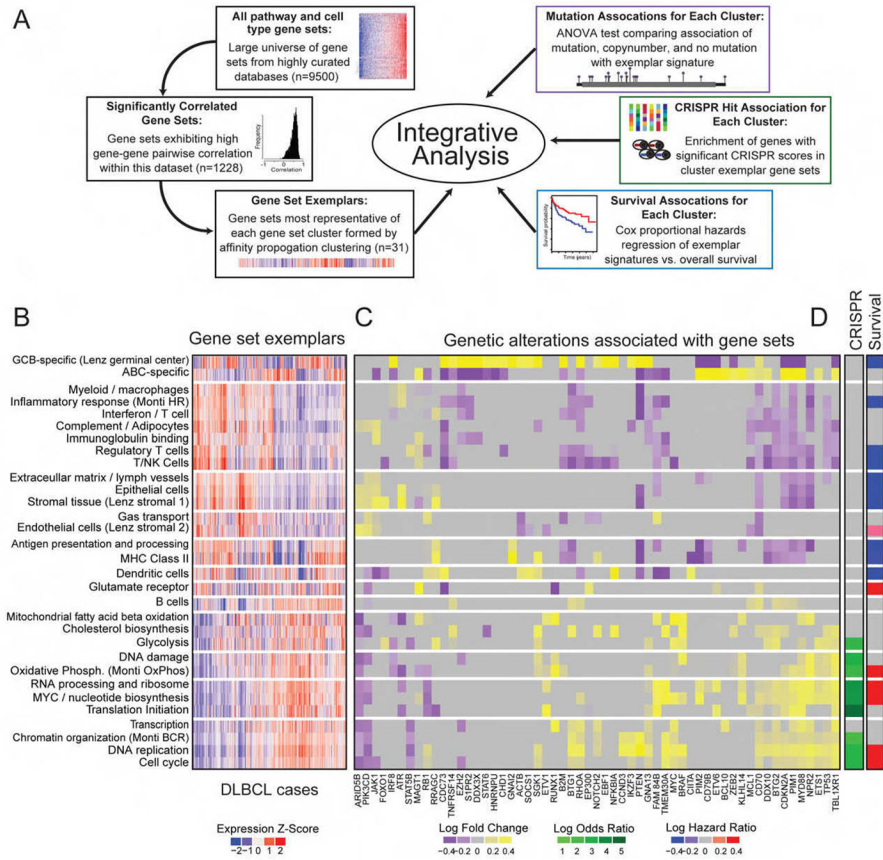 A
All pathway and cell
type gene sets:
Large universe of gene
sets from highly curated
databases (n=9500)
Significantly Correlated
Gene Sets:
Gene sets exhibiting high
gene-gene pairwise correlation
within this dataset (n=1228)
Frequency
-1 0 1
Correlation
Gene Set Exemplars:
Gene sets most representative of
each gene set cluster formed by
affinity propogation clustering (n=31)
Integrative
Analysis
Mutation Assocations for Each Cluster:
ANOVA test comparing association of
mutation, copynumber, and no mutation
with exemplar signature
CRISPR Hit Association for
Each Cluster:
Enrichment of genes with
significant CRISPR scores in
cluster exemplar gene sets
Survival Assocations for
Each Cluster:
Cox proportional hazards
regression of exemplar
signatures vs. overall survival
Survival probability
Time (years)
B
Gene set exemplars
C
Genetic alterations associated with gene sets
D
CRISPR
Survival
GCB-specific (Lenz germinal center)
ABC-specific
Myeloid / macrophages
Inflammatory response (Monti HR)
Interferon / T cell
Complement / Adipocytes
Immunoglobulin binding
Regulatory T cells
T/NK Cells
Extraceullar matrix / lymph vessels
Epithelial cells
Stromal tissue (Lenz stromal 1)
Gas transport
Endothelial cells (Lenz stromal 2)
Antigen presentation and processing
MHC Class II
Dendritic cells
Glutamate receptor
B cells
Mitochondrial fatty acid beta oxidation
Cholesterol biosynthesis
Glycolysis
DNA damage
Oxidative Phosph. (Monti OxPhos)
RNA processing and ribosome
MYC / nucleotide biosynthesis
Translation Initiation
Transcription
Chromatin organization (Monti BCR)
DNA replication
Cell cycle
DLBCL cases
ARID5B
PIK3CD
JAK1
FOXO1
IRF8
ATR
STAT5B
MAGT1
RB1
RRAGC
CDC73
TNFRSF14
EZH2
S1PR2
DDX3X
STAT6
HNRNPU
CHD1
GNAI2
ACTB
SOCS1
SGK1
ETV1
RUNX1
B2M
BTG1
RHOA
EP300
NOTCH2
EBF1
NFKBIA
CCND3
IKZF3
PTEN
GNA13
FAM 84B
TMEM30A
MYC
BRAF
CIITA
PIM2
CD79B
ETV6
BCL10
ZEB2
KLHL14
MCL1
CD70
DDX10
BTG2
CDKN2A
PIM1
MYD88
NPR2
ETS1
TP53
TBL1XR1
Expression Z-Score
−2 −1 0 1 2
Log Fold Change
−0.4 −0.2 0 0.2 0.4
Log Odds Ratio
1 2 3 4 5
Log Hazard Ratio
−0.4 −0.2 0 0.2 0.4